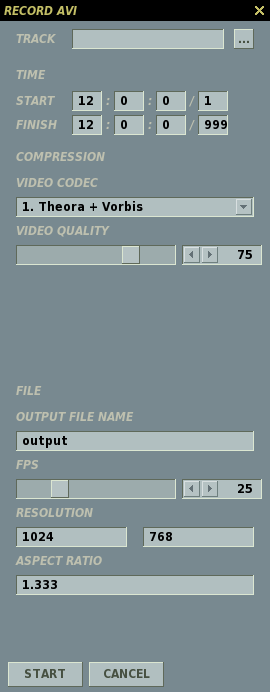 RECORD AVI
TRACK ...
TIME
START 12 : 0 : 0 / 1
FINISH 12 : 0 : 0 / 999
COMPRESSION
VIDEO CODEC
1. Theora + Vorbis
VIDEO QUALITY
75
FILE
OUTPUT FILE NAME
output
FPS
25
RESOLUTION
1024 768
ASPECT RATIO
1.333
START CANCEL